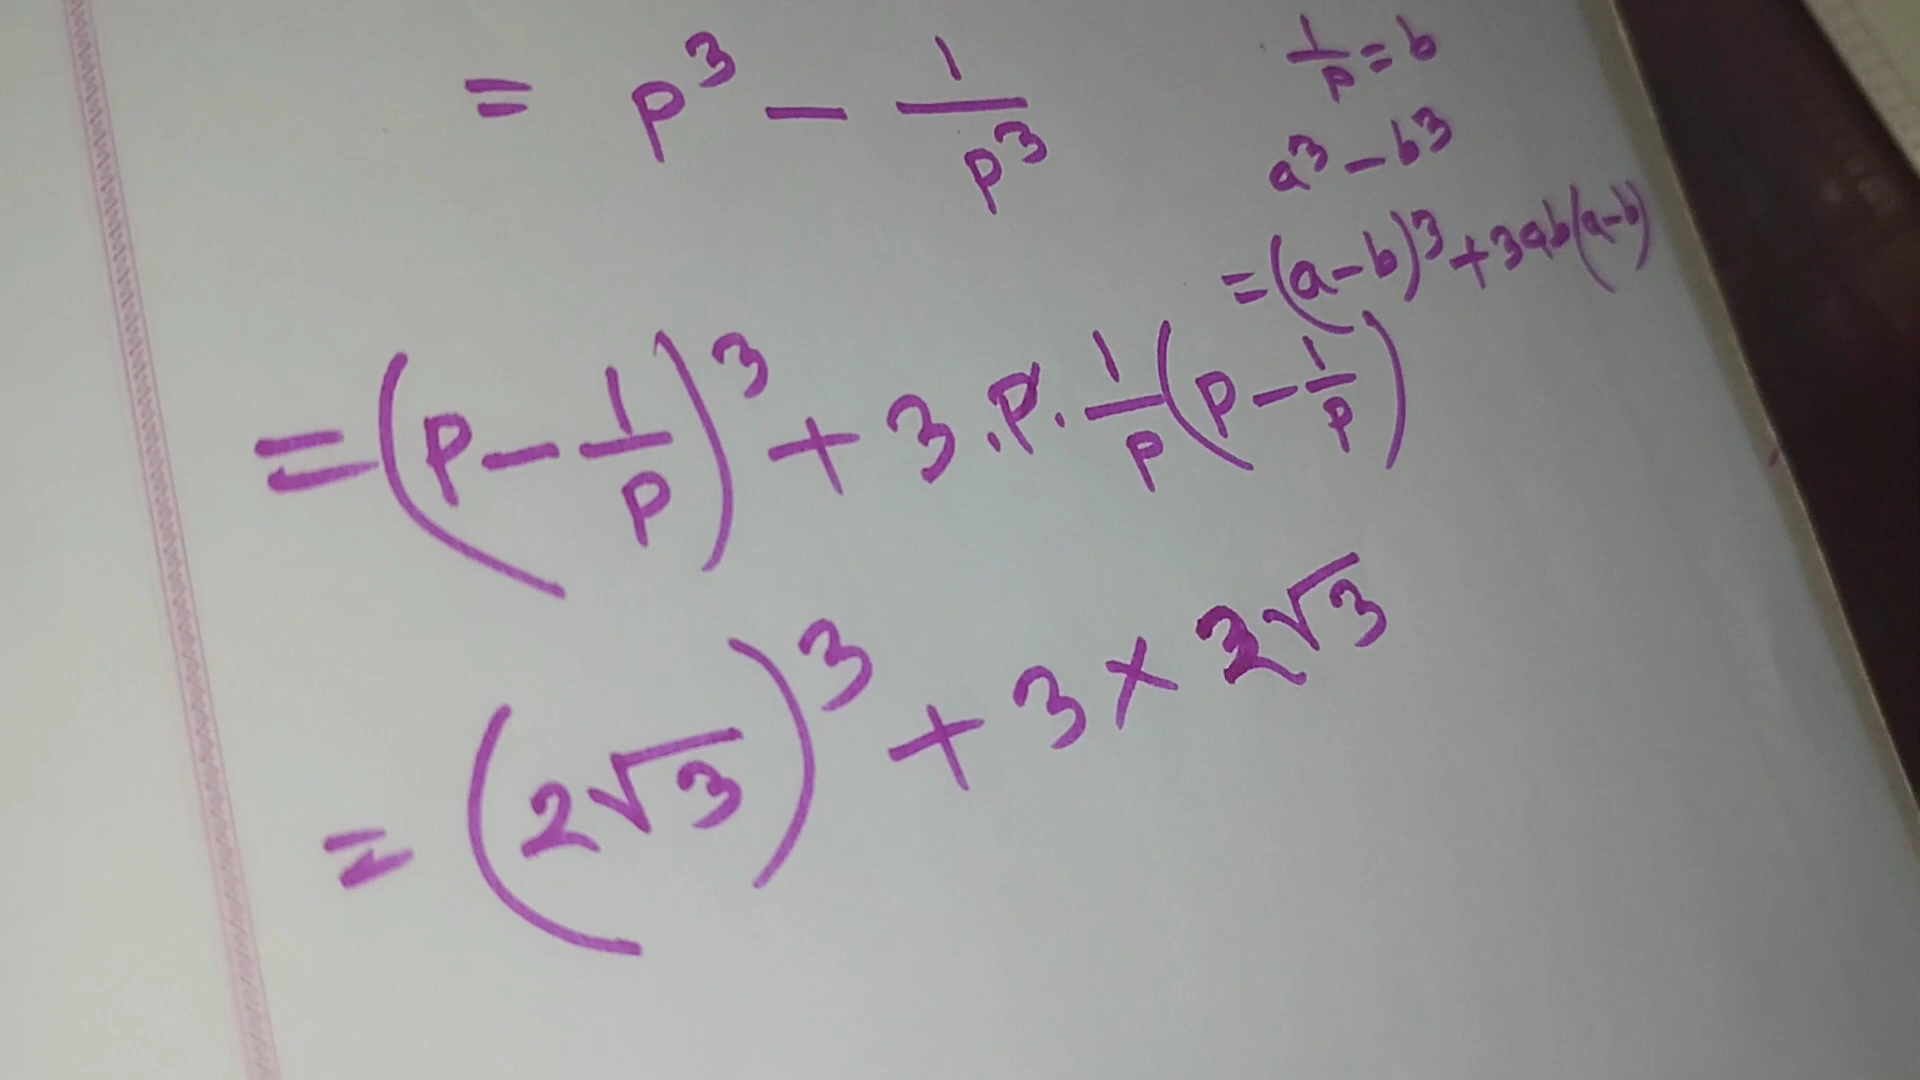 = p³ - 1/p³
1/p = b
a³ - b³
= (a-b)³ + 3ab(a-b)
= (p - 1/p)³ + 3 . p . 1/p (p - 1/p)
= (2√3)³ + 3 × 2√3